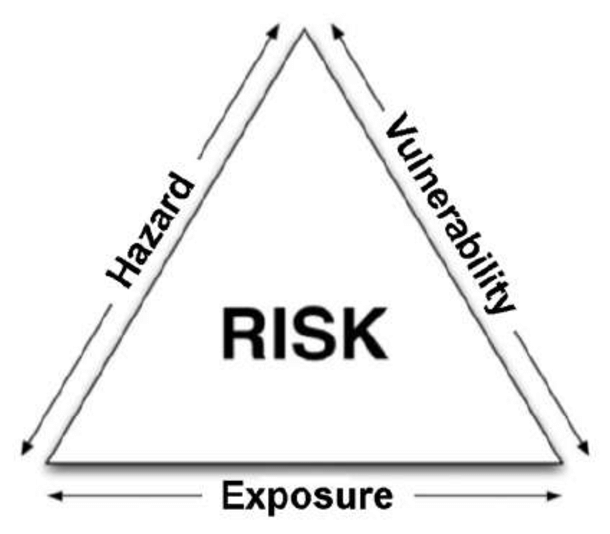 Hazard
Vulnerability
RISK
Exposure